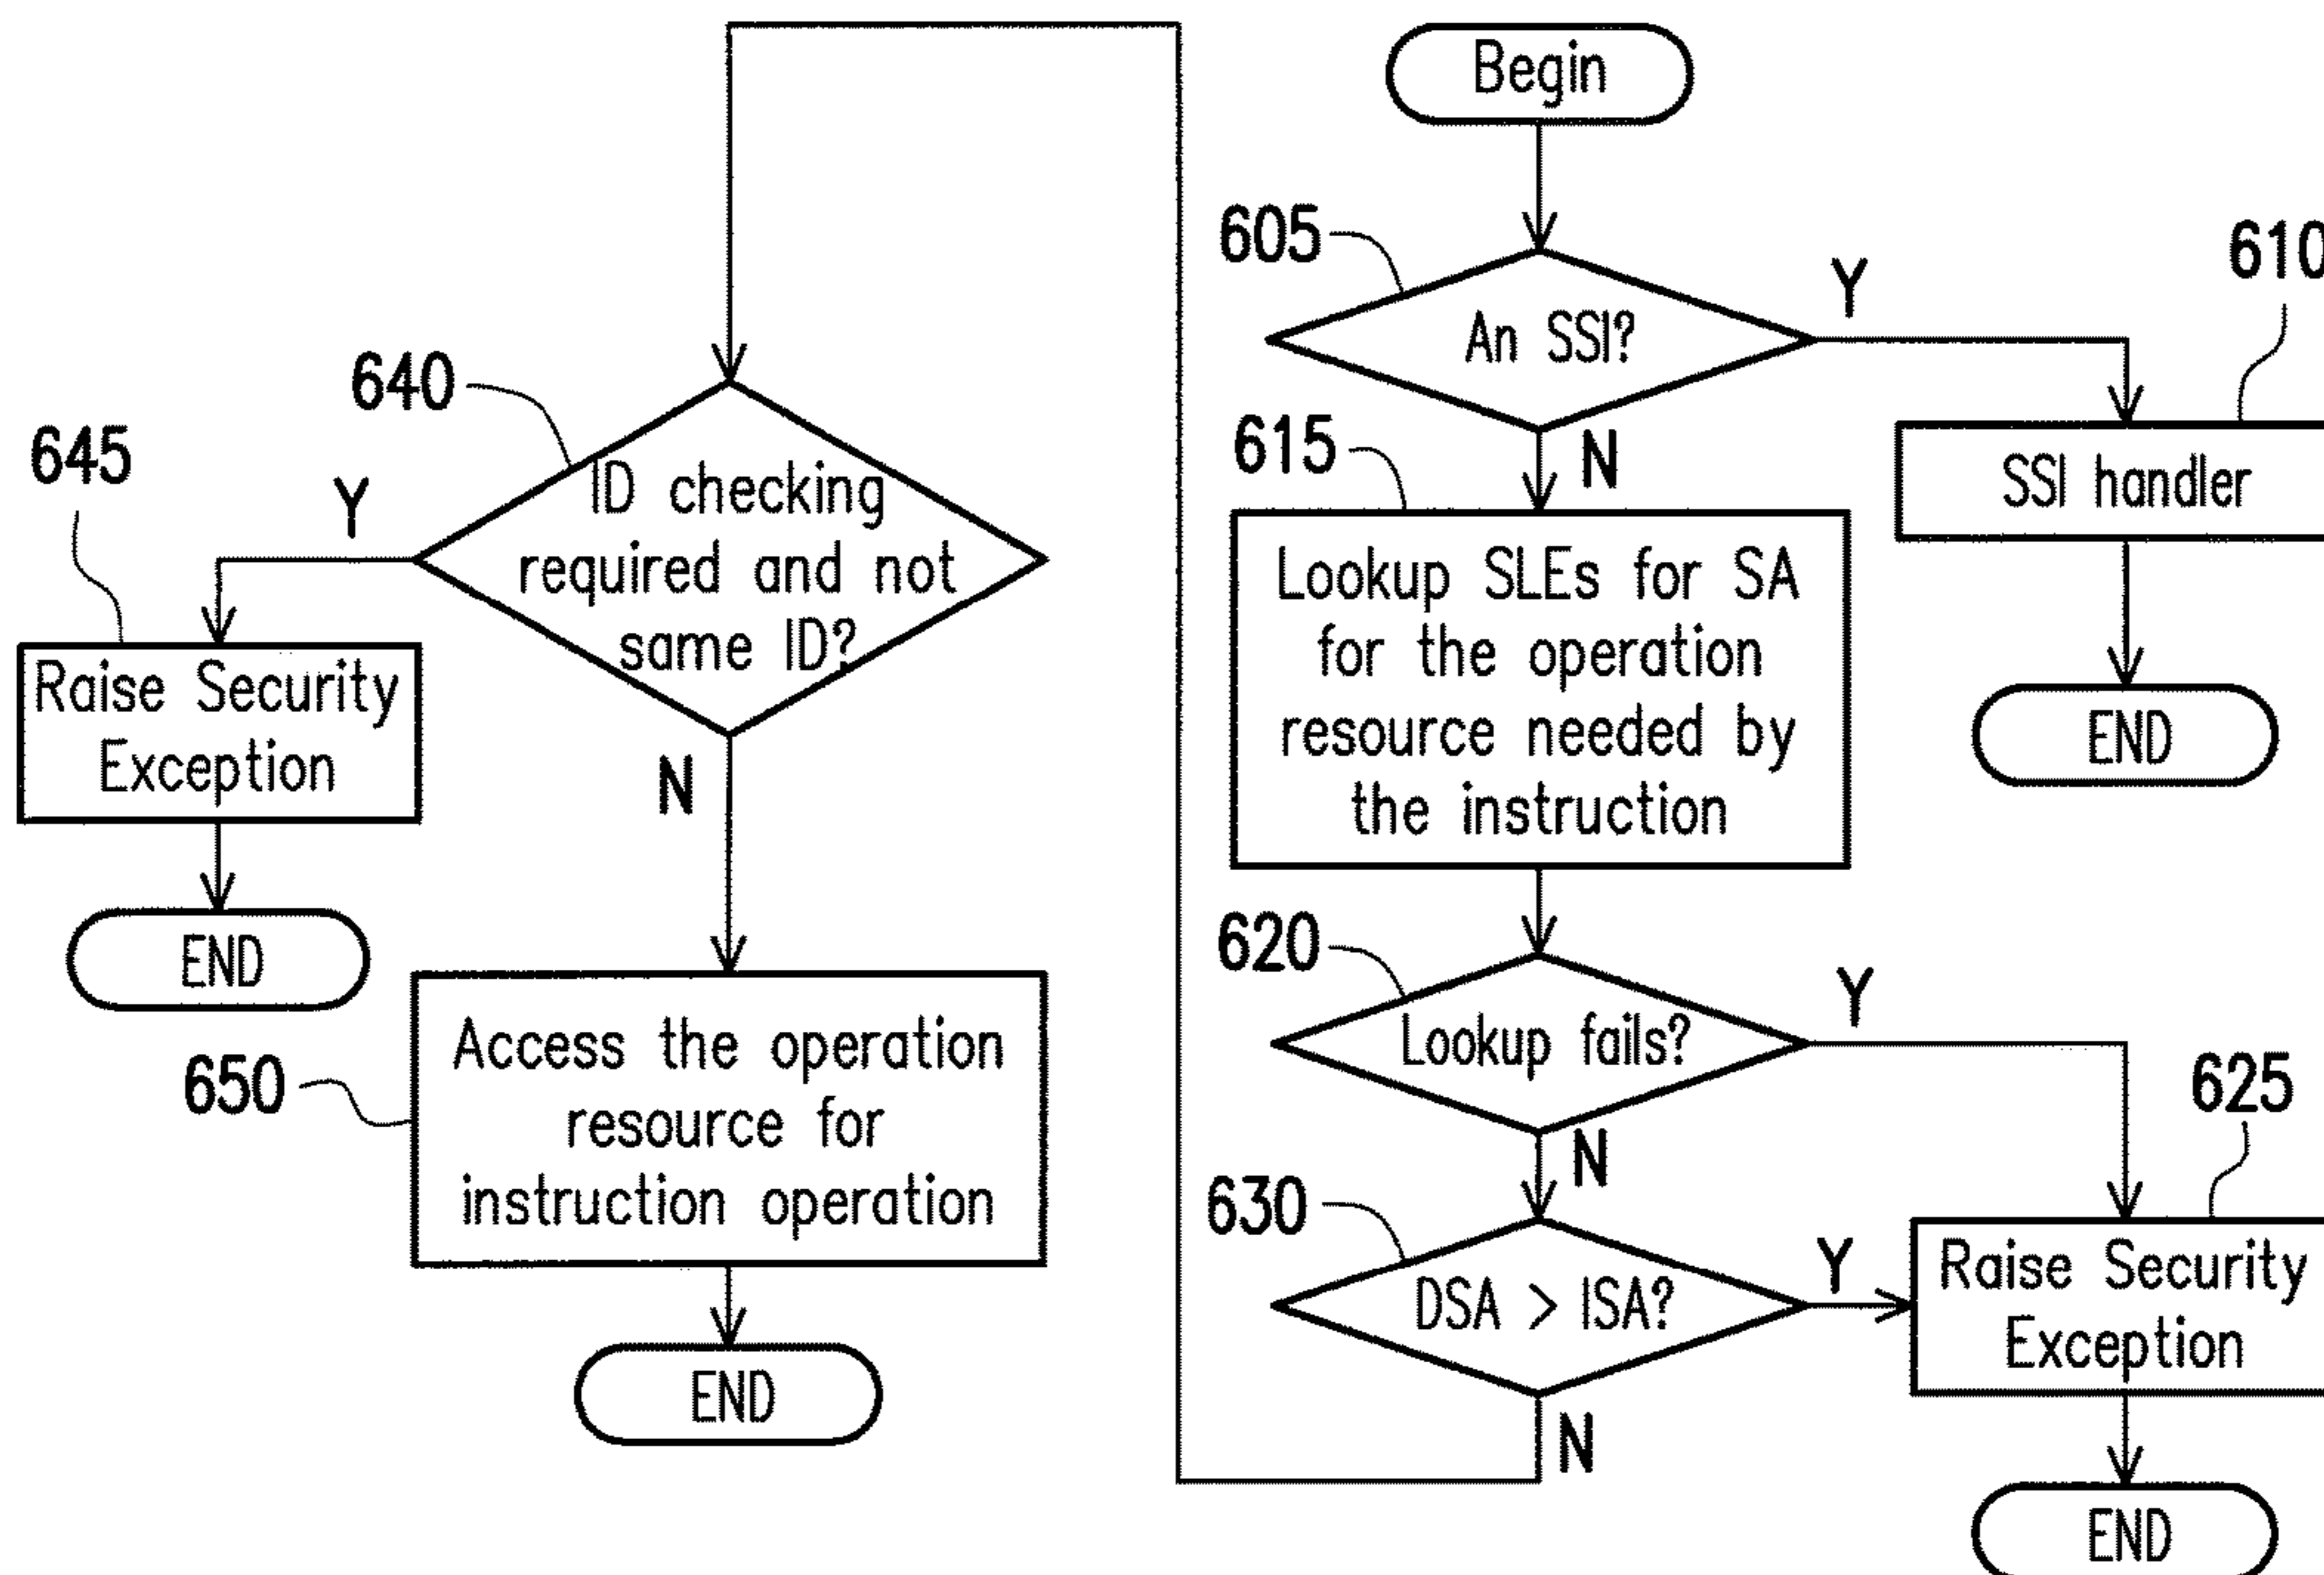 Begin
605
An SSI?
Y
610
SSI handler
END
N
615
Lookup SLEs for SA
for the operation
resource needed by
the instruction
620
Lookup fails?
Y
625
Raise Security
Exception
END
N
630
DSA > ISA?
Y
N
640
ID checking
required and not
same ID?
Y
645
Raise Security
Exception
END
N
650
Access the operation
resource for
instruction operation
END